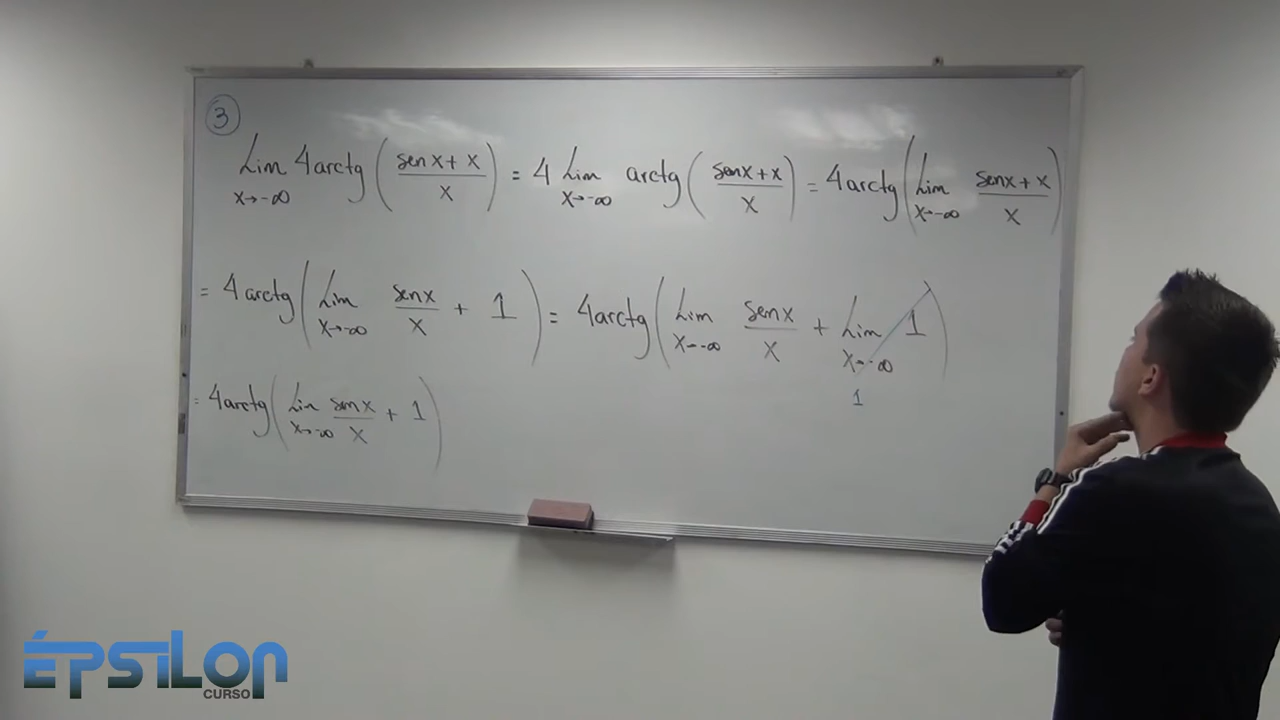 3
Lim x→-∞ 4arctg(senx+x/x) = 4 Lim x→-∞ arctg(senx+x/x) = 4arctg(Lim x→-∞ senx+x/x)
= 4arctg(Lim x→-∞ senx/x + 1) = 4arctg(Lim x→-∞ senx/x + Lim x→-∞ 1)
1
= 4arctg(Lim x→-∞ senx/x + 1)
ÉPSILON
CURSO